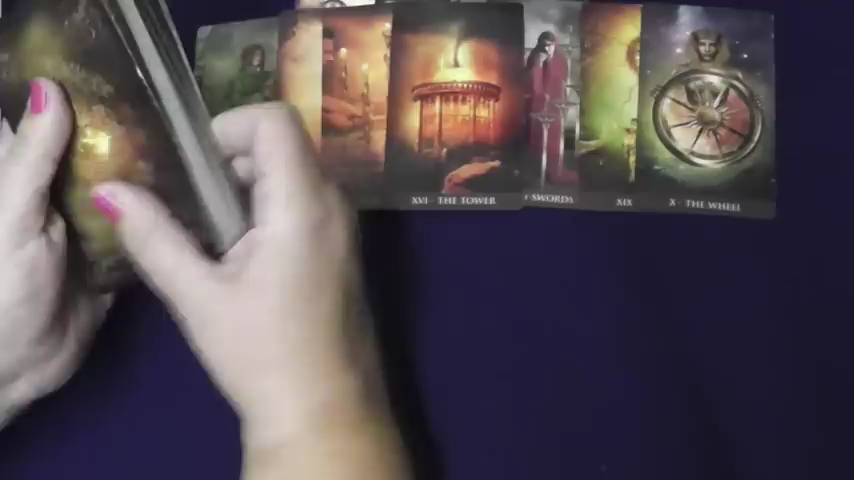 XVI - THE TOWER
SWORDS
XIX
X - THE WHEEL